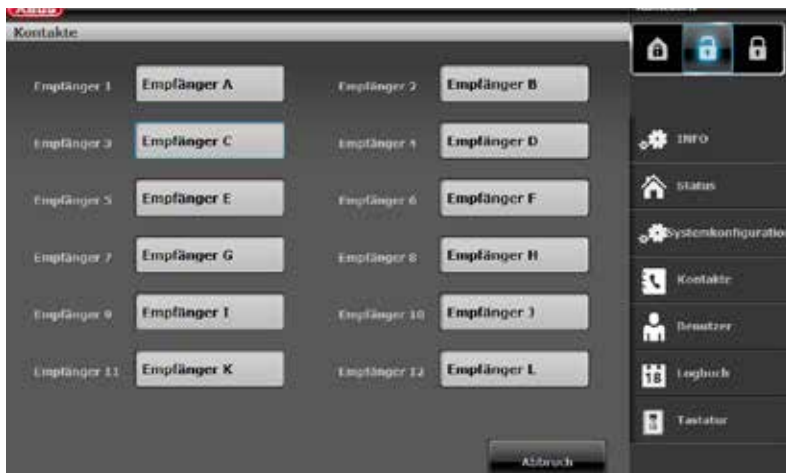 ABUS
Kontakte
Empfänger 1 Empfänger A Empfänger 2 Empfänger B
Empfänger 3 Empfänger C Empfänger 4 Empfänger D
Empfänger 5 Empfänger E Empfänger 6 Empfänger F
Empfänger 7 Empfänger G Empfänger 8 Empfänger H
Empfänger 9 Empfänger I Empfänger 10 Empfänger J
Empfänger 11 Empfänger K Empfänger 12 Empfänger L
Abbruch
INFO
Status
Systemkonfiguratio
Kontakte
Benutzer
18
Logbuch
Tastatur